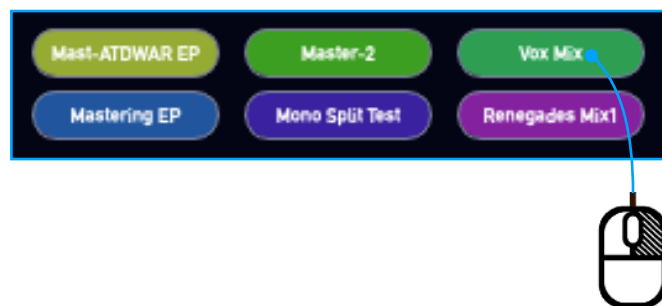 Mast-ATDWAR EP
Master-2
Vox Mix
Mastering EP
Mono Split Test
Renegades Mix1